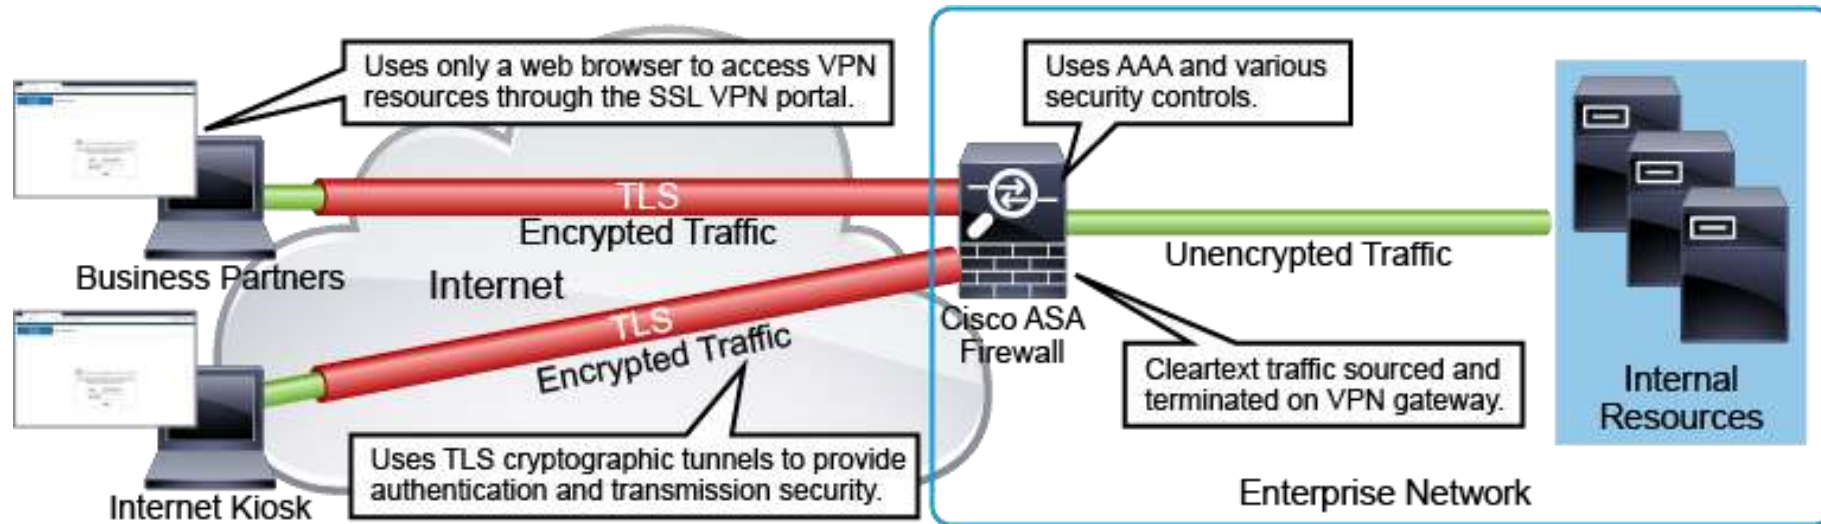 Uses only a web browser to access VPN
resources through the SSL VPN portal.
Uses AAA and various
security controls.
TLS
Encrypted Traffic
Business Partners
Internet
TLS
Encrypted Traffic
Unencrypted Traffic
Cisco ASA
Firewall
Cleartext traffic sourced and
terminated on VPN gateway.
Internal
Resources
Uses TLS cryptographic tunnels to provide
authentication and transmission security.
Internet Kiosk
Enterprise Network